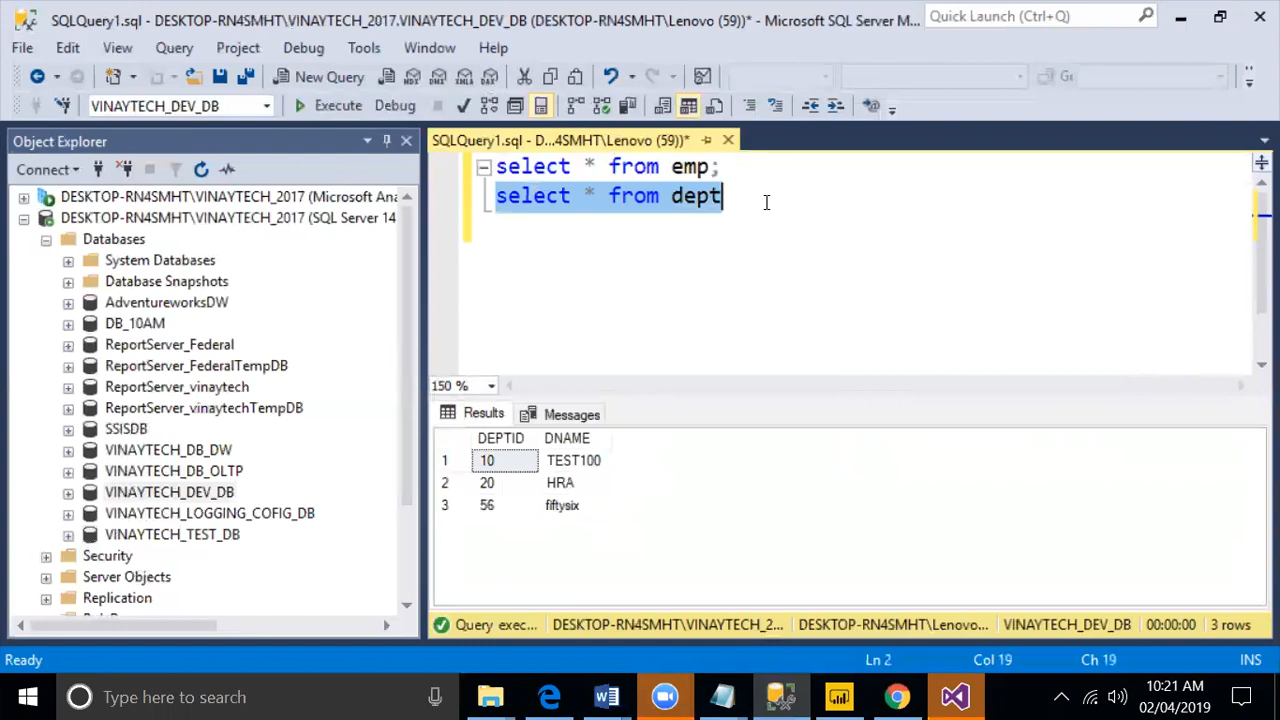 SQLQuery1.sql - DESKTOP-RN4SMHT\VINAYTECH_2017.VINAYTECH_DEV_DB (DESKTOP-RN4SMHT\Lenovo (59))* - Microsoft SQL Server M...
Quick Launch (Ctrl+Q)
File Edit View Query Project Debug Tools Window Help
New Query
MDX DMX XMLA DAX
VINAYTECH_DEV_DB Execute Debug
Object Explorer
Connect
DESKTOP-RN4SMHT\VINAYTECH_2017 (Microsoft Ana
DESKTOP-RN4SMHT\VINAYTECH_2017 (SQL Server 14
Databases
System Databases
Database Snapshots
AdventureworksDW
DB_10AM
ReportServer_Federal
ReportServer_FederalTempDB
ReportServer_vinaytech
ReportServer_vinaytechTempDB
SSISDB
VINAYTECH_DB_DW
VINAYTECH_DB_OLTP
VINAYTECH_DEV_DB
VINAYTECH_LOGGING_COFIG_DB
VINAYTECH_TEST_DB
Security
Server Objects
Replication
SQLQuery1.sql - D...4SMHT\Lenovo (59))*
select * from emp;
select * from dept
150 %
Results Messages
DEPTID DNAME
1 10 TEST100
2 20 HRA
3 56 fiftysix
Query exec... DESKTOP-RN4SMHT\VINAYTECH_2... DESKTOP-RN4SMHT\Lenovo... VINAYTECH_DEV_DB 00:00:00 3 rows
Ready Ln 2 Col 19 Ch 19 INS
Type here to search
10:21 AM
02/04/2019